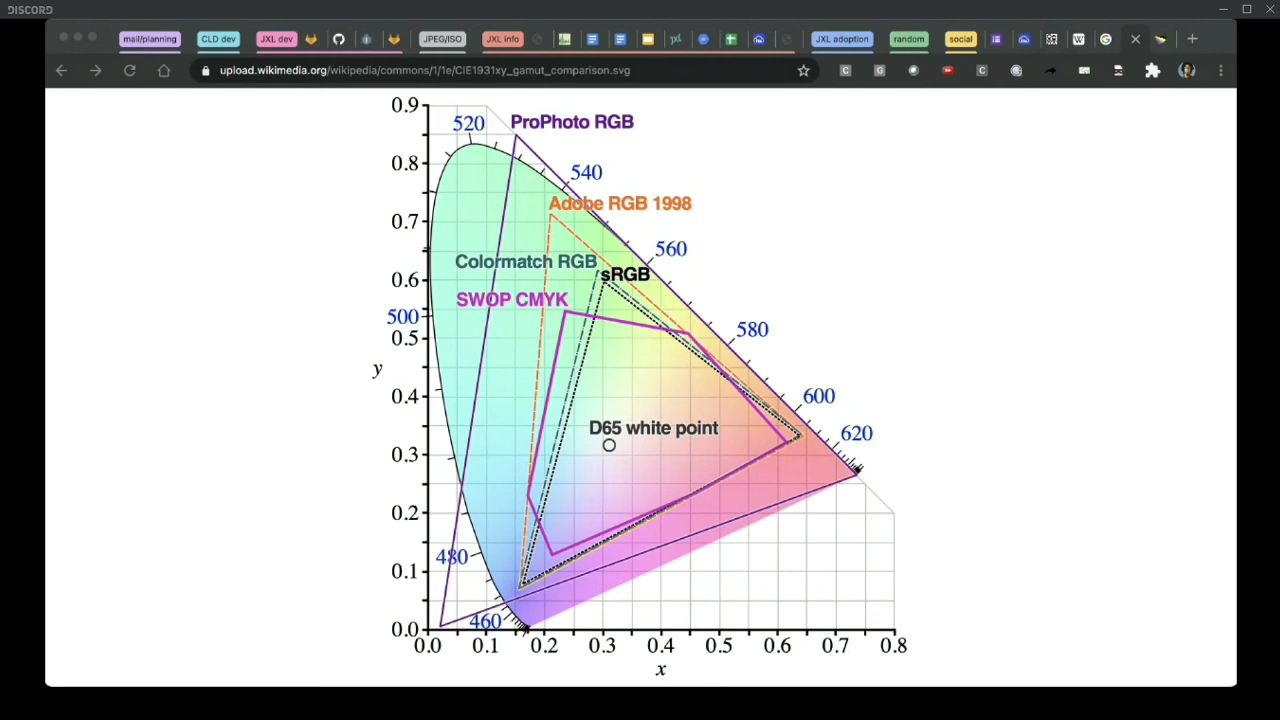 DISCORD
mail/planning CLD dev JXL dev JPEG/ISO JXL info JXL adoption random social
upload.wikimedia.org/wikipedia/commons/1/1e/CIE1931xy_gamut_comparison.svg
0.9
ProPhoto RGB
520
0.8
540
Adobe RGB 1998
0.7
560
Colormatch RGB
sRGB
0.6
SWOP CMYK
500
580
0.5
y
0.4
600
D65 white point
620
0.3
0.2
480
0.1
460
0.0
0.0 0.1 0.2 0.3 0.4 0.5 0.6 0.7 0.8
x